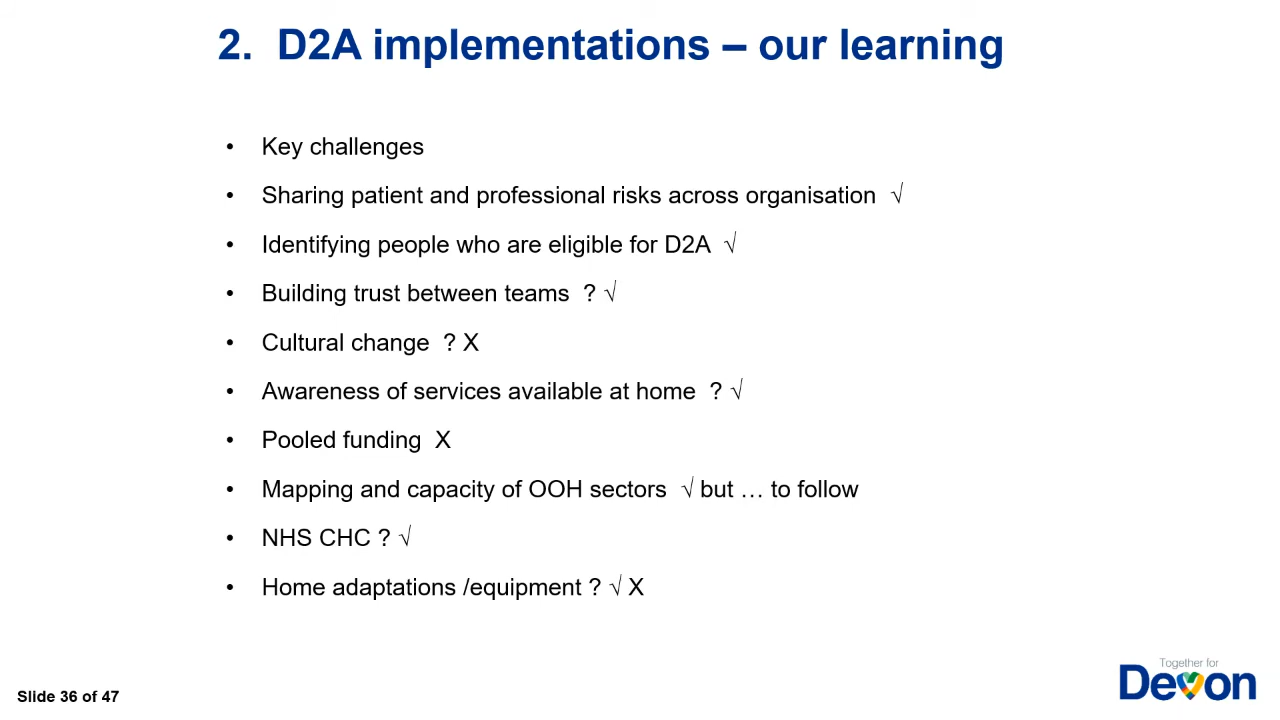 2. D2A implementations – our learning
• Key challenges
• Sharing patient and professional risks across organisation √
• Identifying people who are eligible for D2A √
• Building trust between teams ? √
• Cultural change ? X
• Awareness of services available at home ? √
• Pooled funding X
• Mapping and capacity of OOH sectors √ but … to follow
• NHS CHC ? √
• Home adaptations /equipment ? √ X
Together for
Devon
Slide 36 of 47